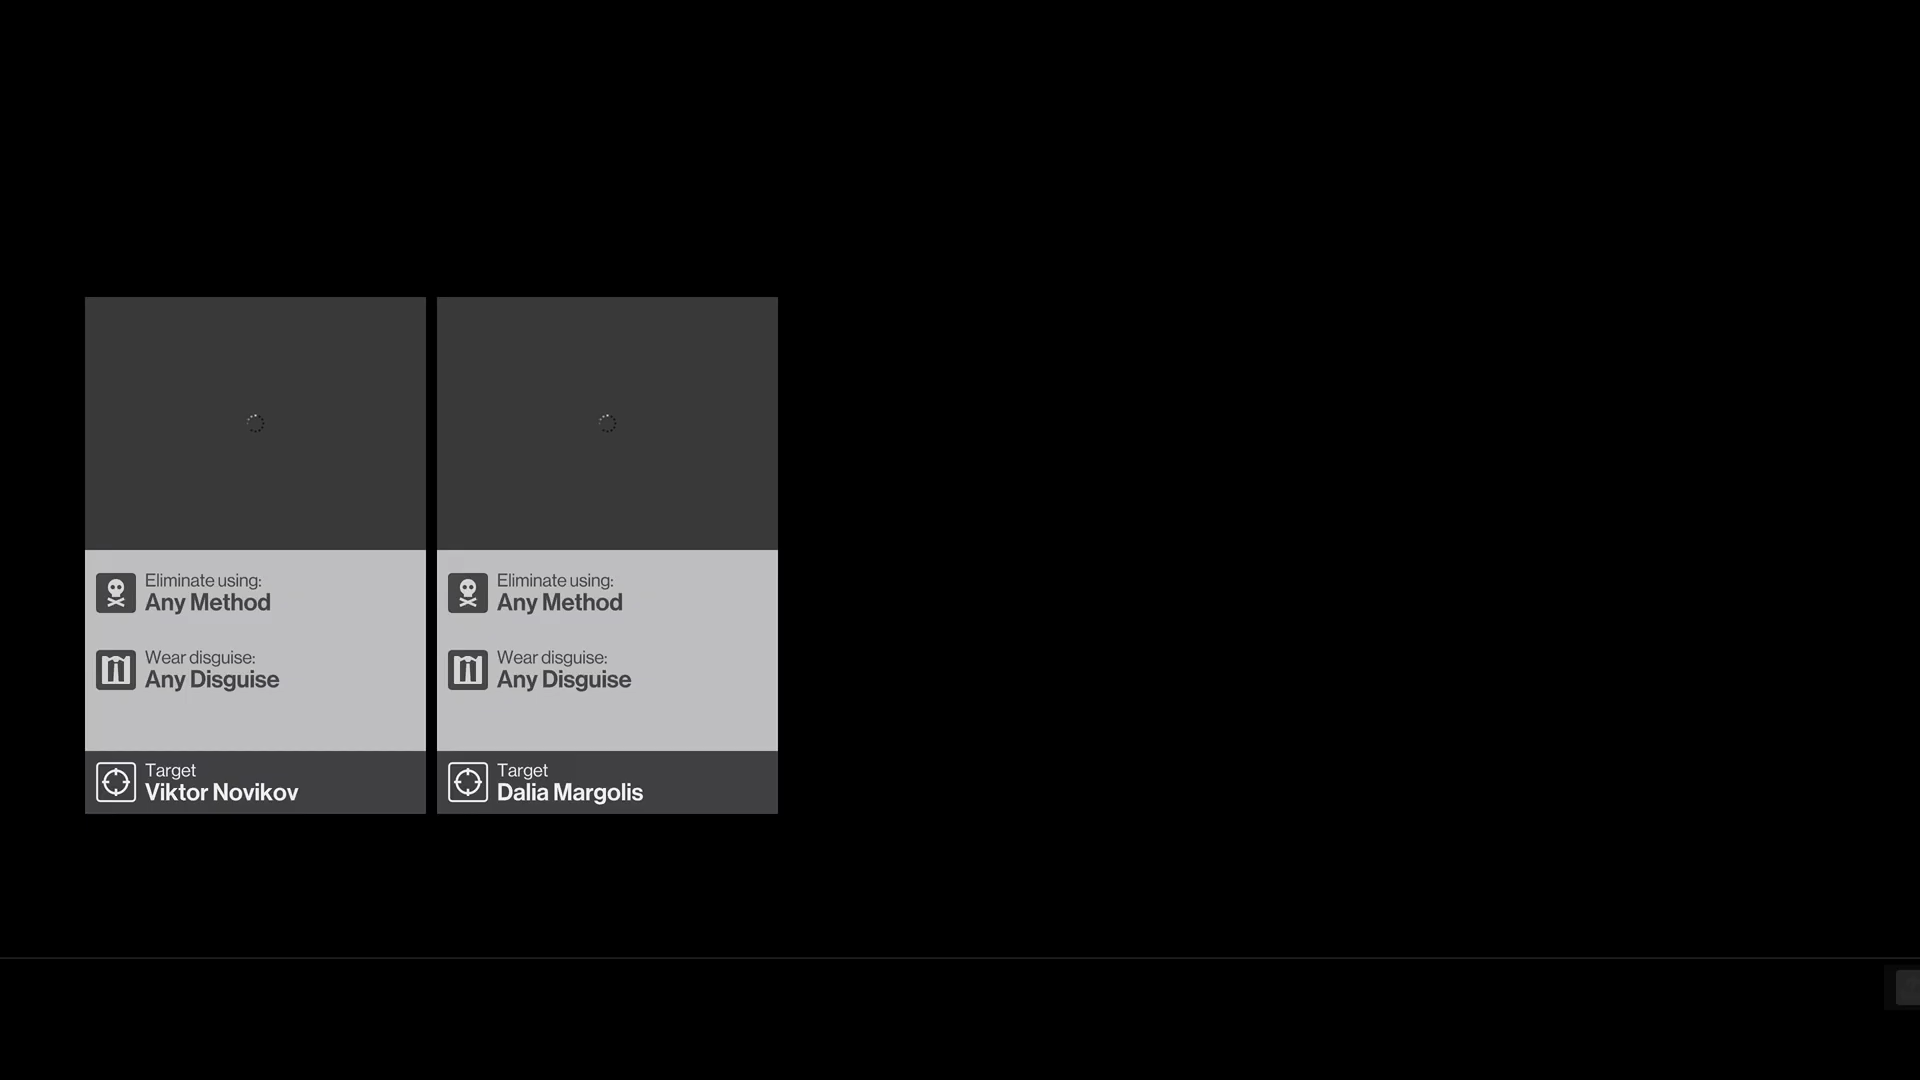 Eliminate using:
Any Method
Wear disguise:
Any Disguise
Target
Viktor Novikov
Eliminate using:
Any Method
Wear disguise:
Any Disguise
Target
Dalia Margolis